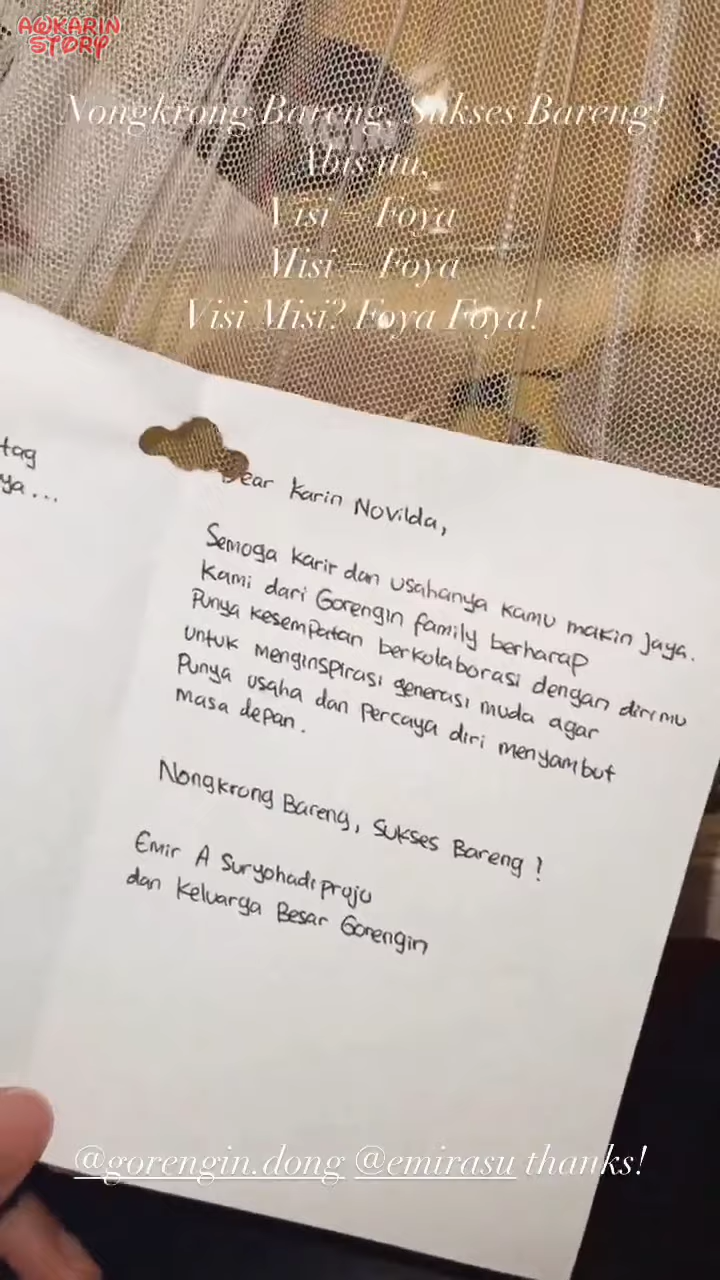 AWKARIN
STORY
Nongkrong Bareng, Sukses Bareng!
Abis itu,
Visi = Foya
Misi = Foya
Visi Misi? Foya Foya!
tag
ya...
Dear Karin Novilda,
Semoga karir dan usahanya kamu makin jaya.
Kami dari Gorengin family berharap
Punya kesempatan berkolaborasi dengan dirimu
untuk menginspirasi generasi muda agar
Punya usaha dan percaya diri menyambut
masa depan.
Nongkrong Bareng, Sukses Bareng!
Emir A Suryohadiprojo
dan Keluarga Besar Gorengin
@gorengin.dong @emirasu thanks!